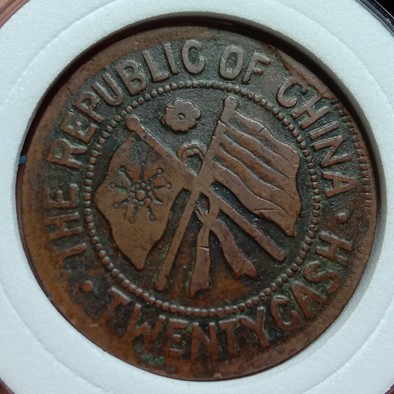 THE REPUBLIC OF CHINA
TWENTY CASH